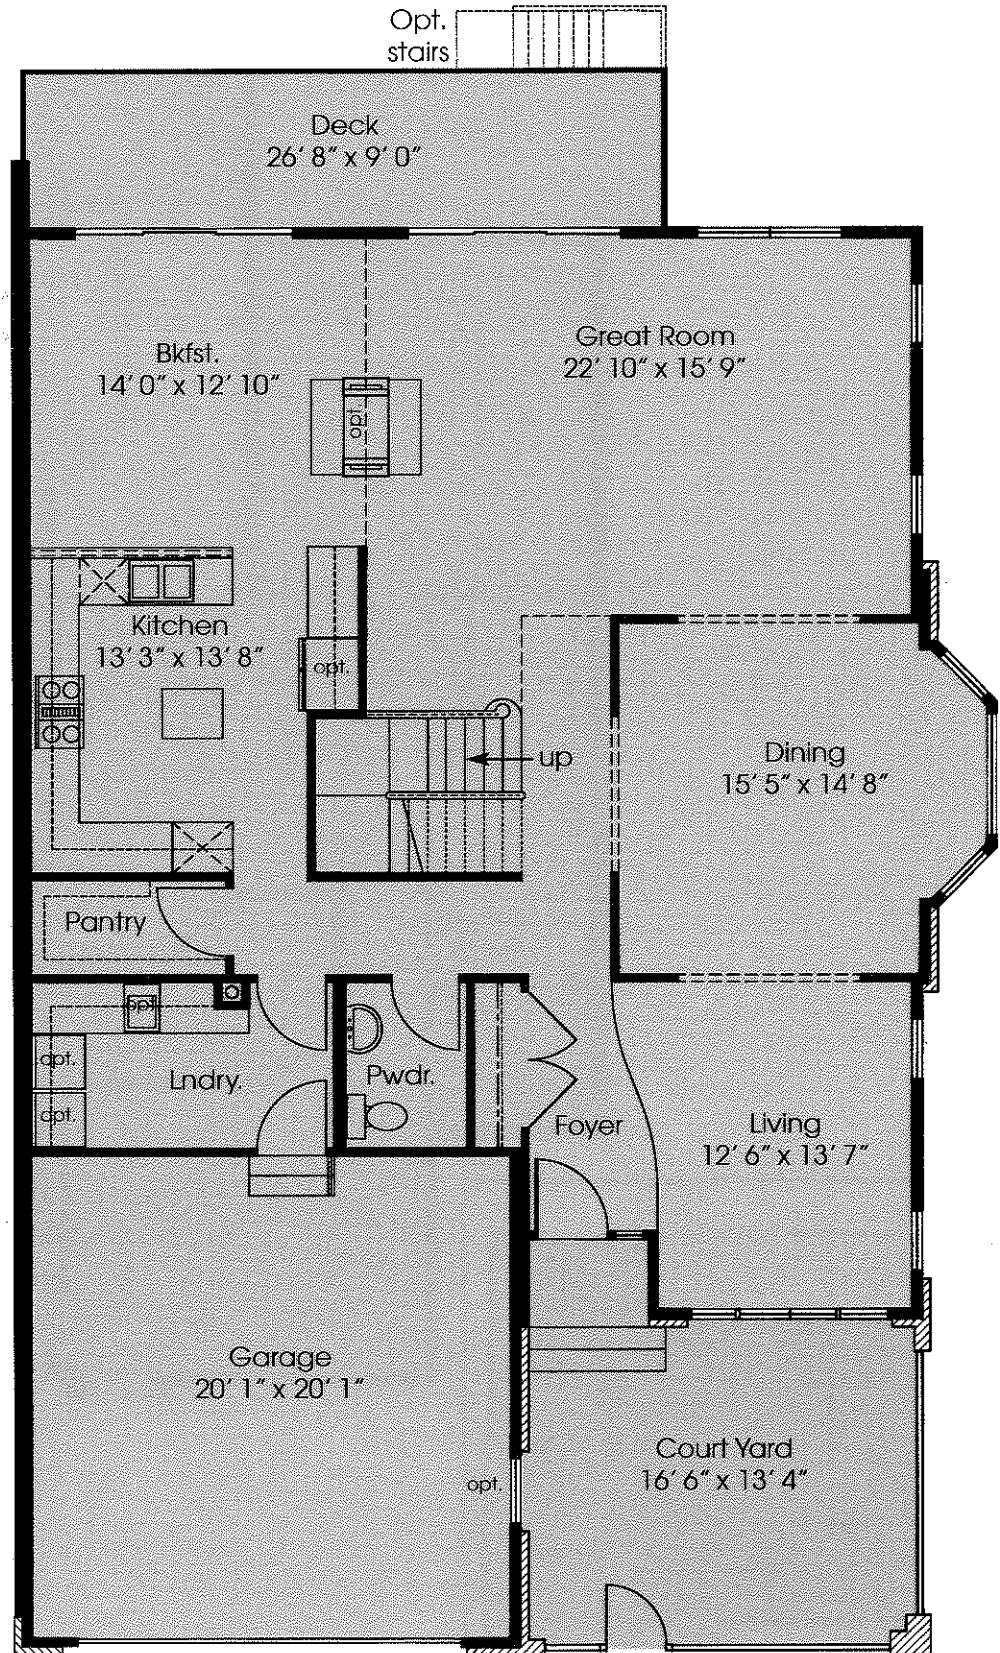 Opt.
stairs
Deck
26' 8" x 9' 0"
Great Room
22' 10" x 15' 9"
Bkfst.
14' 0" x 12' 10"
opt.
Kitchen
13' 3" x 13' 8"
opt.
up
Dining
15' 5" x 14' 8"
Pantry
opt.
opt.
Lndry.
opt.
Pwdr.
Foyer
Living
12' 6" x 13' 7"
Garage
20' 1" x 20' 1"
opt.
Court Yard
16' 6" x 13' 4"